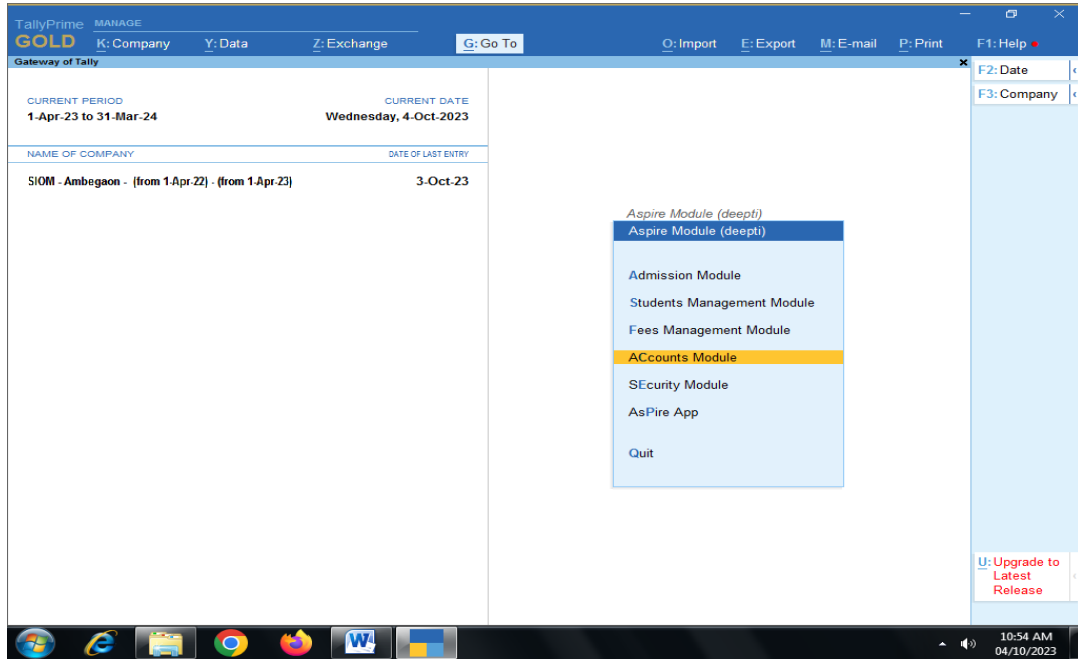 TallyPrime MANAGE
GOLD K: Company Y: Data Z: Exchange G: Go To O: Import E: Export M: E-mail P: Print F1: Help
Gateway of Tally
F2: Date
F3: Company
CURRENT PERIOD CURRENT DATE
1-Apr-23 to 31-Mar-24 Wednesday, 4-Oct-2023
NAME OF COMPANY DATE OF LAST ENTRY
SIOM - Ambegaon - (from 1-Apr-22) - (from 1-Apr-23) 3-Oct-23
Aspire Module (deepti)
Aspire Module (deepti)
Admission Module
Students Management Module
Fees Management Module
ACcounts Module
SEcurity Module
AsPire App
Quit
U: Upgrade to
Latest
Release
10:54 AM
04/10/2023